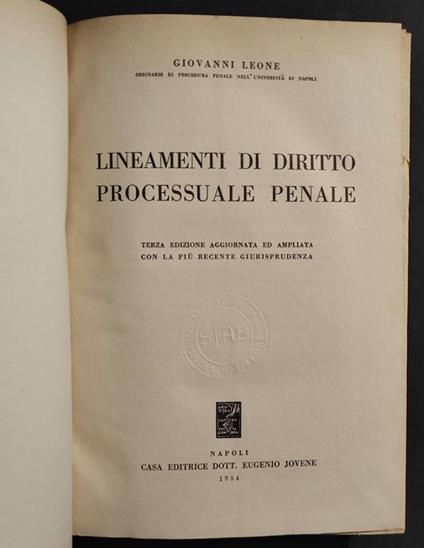 GIOVANNI LEONE
ORDINARIO DI PROCEDURA PENALE NELL'UNIVERSITÀ DI NAPOLI
LINEAMENTI DI DIRITTO
PROCESSUALE PENALE
TERZA EDIZIONE AGGIORNATA ED AMPLIATA
CON LA PIÙ RECENTE GIURISPRUDENZA
S.I.A.E.
NAPOLI
CASA EDITRICE DOTT. EUGENIO JOVENE
1954